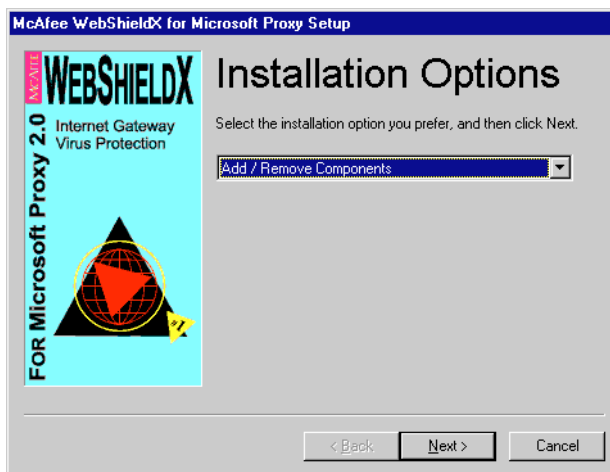 McAfee WebShieldX for Microsoft Proxy Setup
MCAFEE
WEBSHIELDX
Internet Gateway
Virus Protection
FOR Microsoft Proxy 2.0
#1
Installation Options
Select the installation option you prefer, and then click Next.
Add / Remove Components
< Back
Next >
Cancel